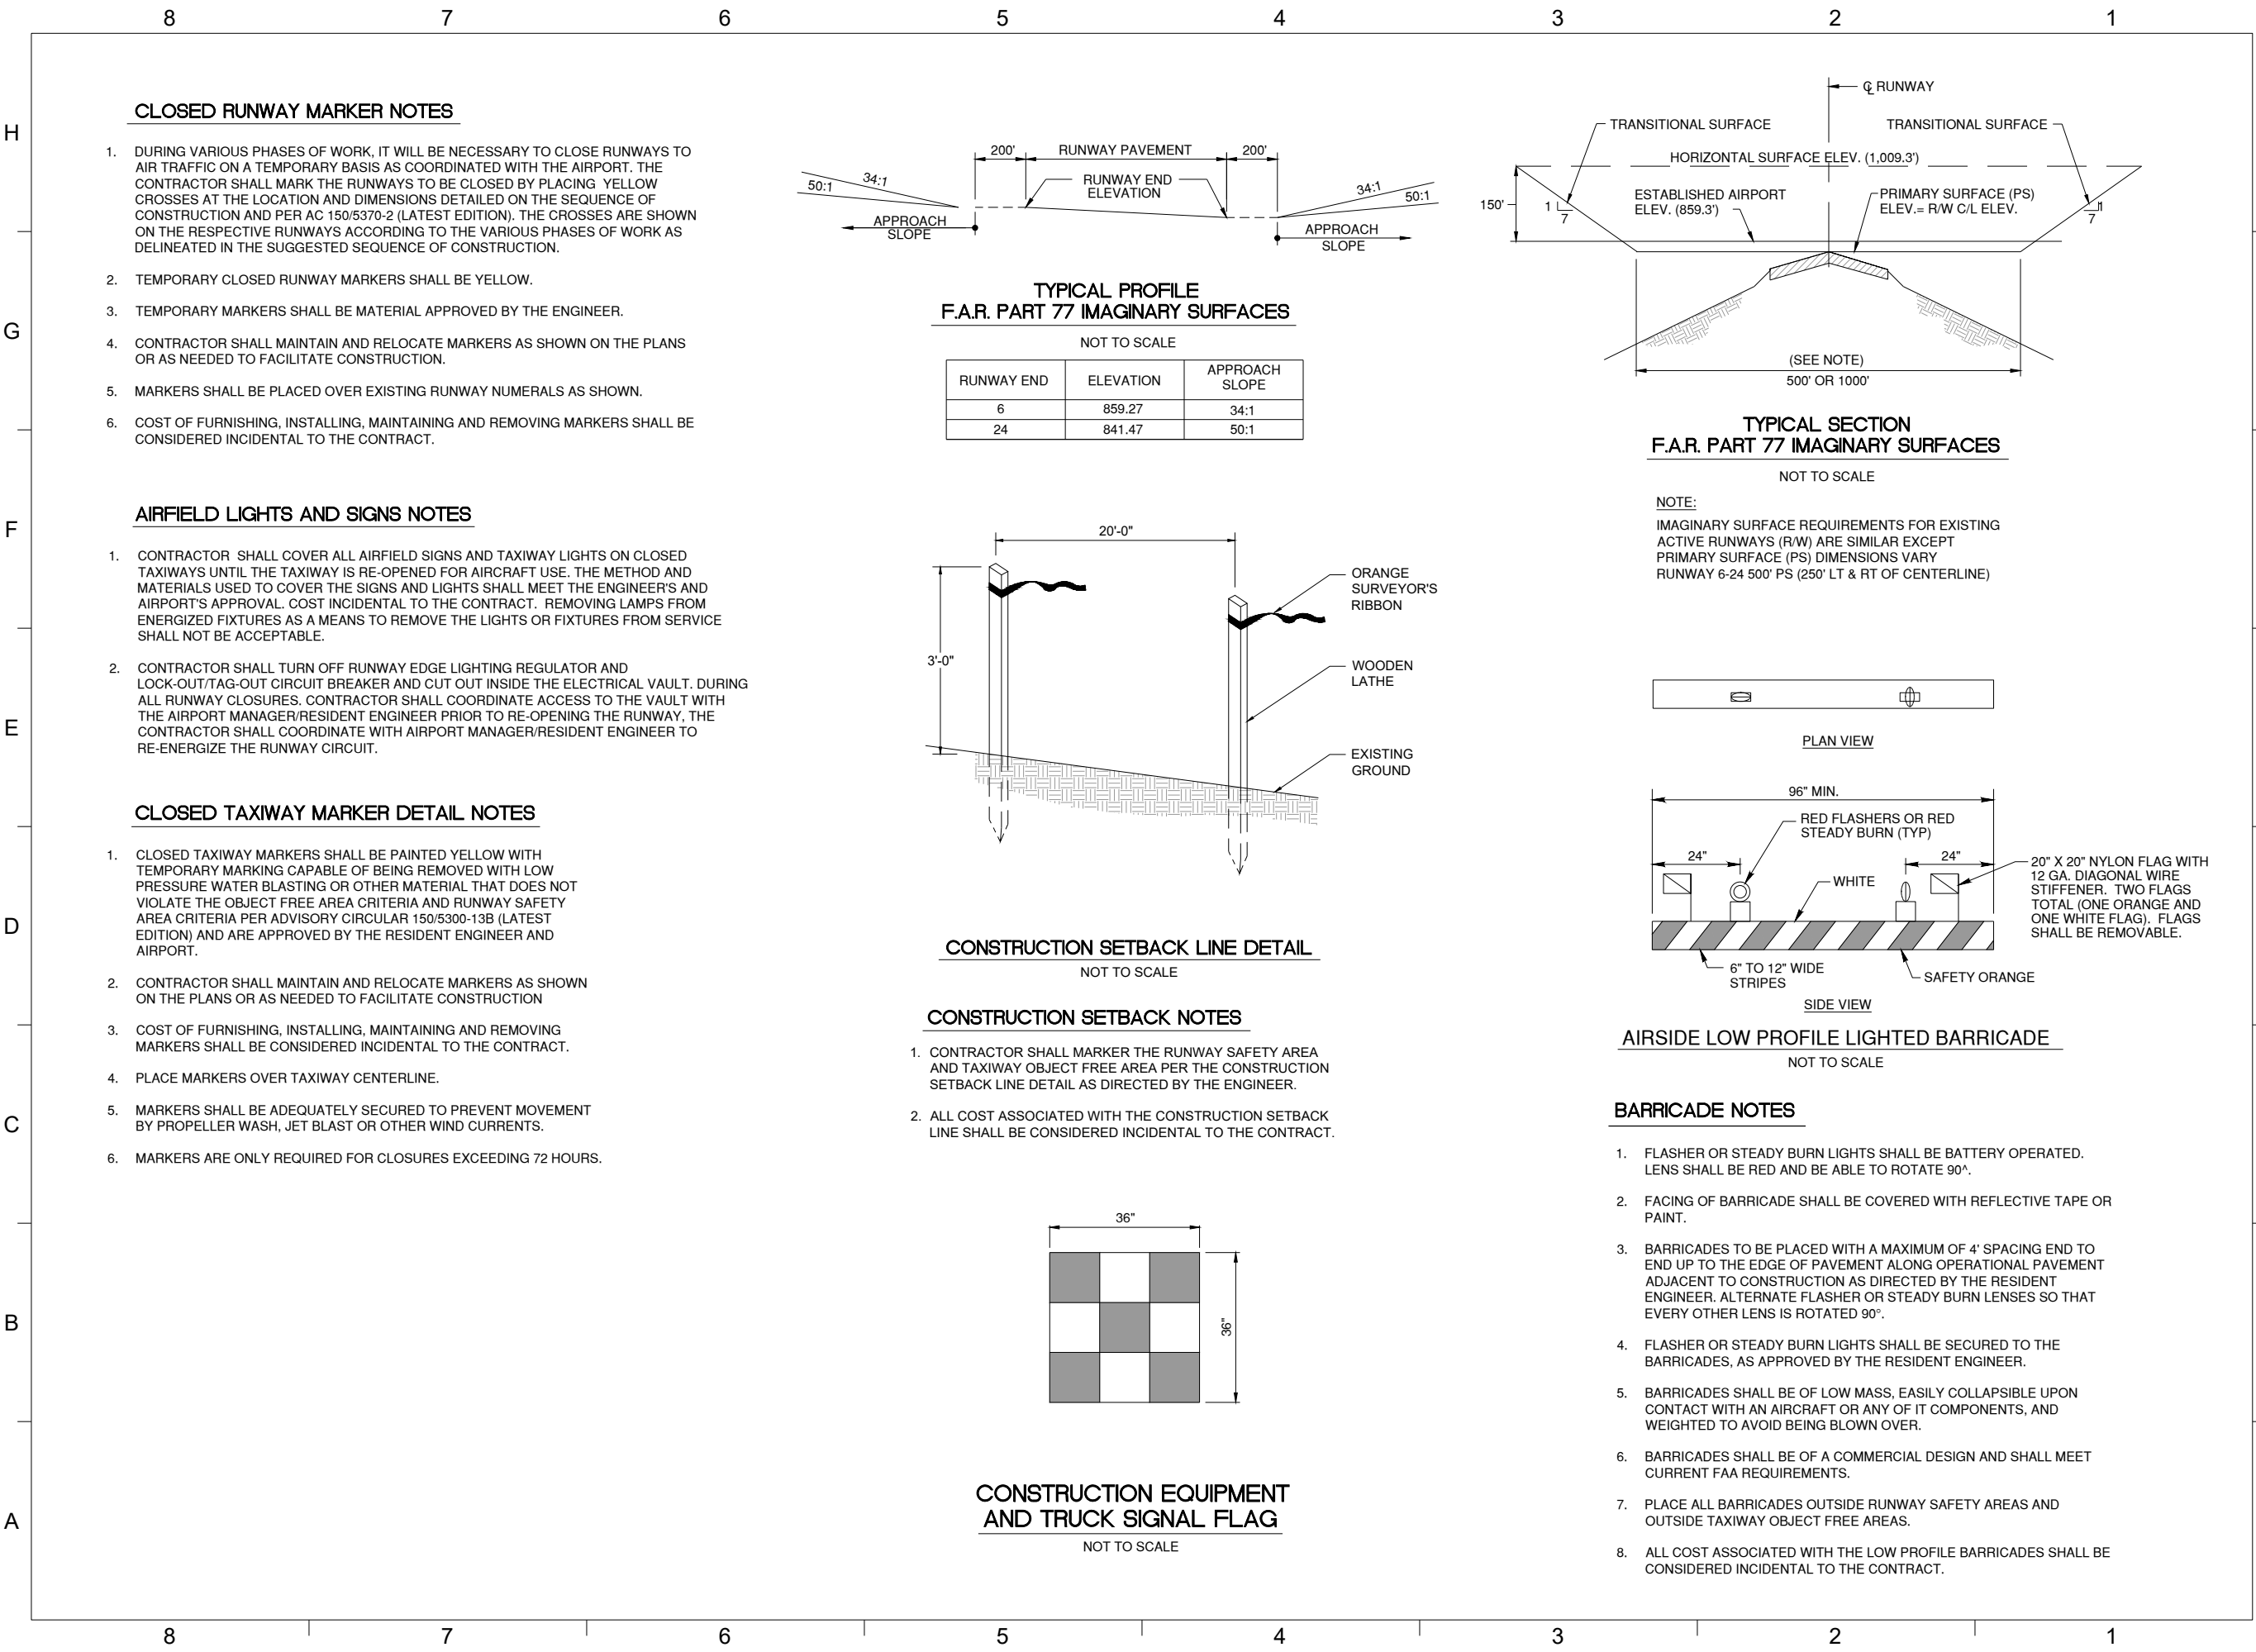 8 7 6 5 4 3 2 1
H
G
F
E
D
C
B
A
CLOSED RUNWAY MARKER NOTES
1. DURING VARIOUS PHASES OF WORK, IT WILL BE NECESSARY TO CLOSE RUNWAYS TO
AIR TRAFFIC ON A TEMPORARY BASIS AS COORDINATED WITH THE AIRPORT. THE
CONTRACTOR SHALL MARK THE RUNWAYS TO BE CLOSED BY PLACING YELLOW
CROSSES AT THE LOCATION AND DIMENSIONS DETAILED ON THE SEQUENCE OF
CONSTRUCTION AND PER AC 150/5370-2 (LATEST EDITION). THE CROSSES ARE SHOWN
ON THE RESPECTIVE RUNWAYS ACCORDING TO THE VARIOUS PHASES OF WORK AS
DELINEATED IN THE SUGGESTED SEQUENCE OF CONSTRUCTION.
2. TEMPORARY CLOSED RUNWAY MARKERS SHALL BE YELLOW.
3. TEMPORARY MARKERS SHALL BE MATERIAL APPROVED BY THE ENGINEER.
4. CONTRACTOR SHALL MAINTAIN AND RELOCATE MARKERS AS SHOWN ON THE PLANS
OR AS NEEDED TO FACILITATE CONSTRUCTION.
5. MARKERS SHALL BE PLACED OVER EXISTING RUNWAY NUMERALS AS SHOWN.
6. COST OF FURNISHING, INSTALLING, MAINTAINING AND REMOVING MARKERS SHALL BE
CONSIDERED INCIDENTAL TO THE CONTRACT.
AIRFIELD LIGHTS AND SIGNS NOTES
1. CONTRACTOR SHALL COVER ALL AIRFIELD SIGNS AND TAXIWAY LIGHTS ON CLOSED
TAXIWAYS UNTIL THE TAXIWAY IS RE-OPENED FOR AIRCRAFT USE. THE METHOD AND
MATERIALS USED TO COVER THE SIGNS AND LIGHTS SHALL MEET THE ENGINEER'S AND
AIRPORT'S APPROVAL. COST INCIDENTAL TO THE CONTRACT. REMOVING LAMPS FROM
ENERGIZED FIXTURES AS A MEANS TO REMOVE THE LIGHTS OR FIXTURES FROM SERVICE
SHALL NOT BE ACCEPTABLE.
2. CONTRACTOR SHALL TURN OFF RUNWAY EDGE LIGHTING REGULATOR AND
LOCK-OUT/TAG-OUT CIRCUIT BREAKER AND CUT OUT INSIDE THE ELECTRICAL VAULT. DURING
ALL RUNWAY CLOSURES. CONTRACTOR SHALL COORDINATE ACCESS TO THE VAULT WITH
THE AIRPORT MANAGER/RESIDENT ENGINEER PRIOR TO RE-OPENING THE RUNWAY, THE
CONTRACTOR SHALL COORDINATE WITH AIRPORT MANAGER/RESIDENT ENGINEER TO
RE-ENERGIZE THE RUNWAY CIRCUIT.
CLOSED TAXIWAY MARKER DETAIL NOTES
1. CLOSED TAXIWAY MARKERS SHALL BE PAINTED YELLOW WITH
TEMPORARY MARKING CAPABLE OF BEING REMOVED WITH LOW
PRESSURE WATER BLASTING OR OTHER MATERIAL THAT DOES NOT
VIOLATE THE OBJECT FREE AREA CRITERIA AND RUNWAY SAFETY
AREA CRITERIA PER ADVISORY CIRCULAR 150/5300-13B (LATEST
EDITION) AND ARE APPROVED BY THE RESIDENT ENGINEER AND
AIRPORT.
2. CONTRACTOR SHALL MAINTAIN AND RELOCATE MARKERS AS SHOWN
ON THE PLANS OR AS NEEDED TO FACILITATE CONSTRUCTION
3. COST OF FURNISHING, INSTALLING, MAINTAINING AND REMOVING
MARKERS SHALL BE CONSIDERED INCIDENTAL TO THE CONTRACT.
4. PLACE MARKERS OVER TAXIWAY CENTERLINE.
5. MARKERS SHALL BE ADEQUATELY SECURED TO PREVENT MOVEMENT
BY PROPELLER WASH, JET BLAST OR OTHER WIND CURRENTS.
6. MARKERS ARE ONLY REQUIRED FOR CLOSURES EXCEEDING 72 HOURS.
200' RUNWAY PAVEMENT 200'
34:1
50:1
RUNWAY END
ELEVATION
34:1
50:1
APPROACH
SLOPE
APPROACH
SLOPE
TYPICAL PROFILE
F.A.R. PART 77 IMAGINARY SURFACES
NOT TO SCALE
RUNWAY END ELEVATION APPROACH SLOPE
6 859.27 34:1
24 841.47 50:1
20'-0"
3'-0"
ORANGE
SURVEYOR'S
RIBBON
WOODEN
LATHE
EXISTING
GROUND
CONSTRUCTION SETBACK LINE DETAIL
NOT TO SCALE
CONSTRUCTION SETBACK NOTES
1. CONTRACTOR SHALL MARKER THE RUNWAY SAFETY AREA
AND TAXIWAY OBJECT FREE AREA PER THE CONSTRUCTION
SETBACK LINE DETAIL AS DIRECTED BY THE ENGINEER.
2. ALL COST ASSOCIATED WITH THE CONSTRUCTION SETBACK
LINE SHALL BE CONSIDERED INCIDENTAL TO THE CONTRACT.
36"
36"
CONSTRUCTION EQUIPMENT
AND TRUCK SIGNAL FLAG
NOT TO SCALE
℄ RUNWAY
TRANSITIONAL SURFACE
TRANSITIONAL SURFACE
HORIZONTAL SURFACE ELEV. (1,009.3')
150'
1
7
ESTABLISHED AIRPORT
ELEV. (859.3')
PRIMARY SURFACE (PS)
ELEV.= R/W C/L ELEV.
1
7
(SEE NOTE)
500' OR 1000'
TYPICAL SECTION
F.A.R. PART 77 IMAGINARY SURFACES
NOT TO SCALE
NOTE:
IMAGINARY SURFACE REQUIREMENTS FOR EXISTING
ACTIVE RUNWAYS (R/W) ARE SIMILAR EXCEPT
PRIMARY SURFACE (PS) DIMENSIONS VARY
RUNWAY 6-24 500' PS (250' LT & RT OF CENTERLINE)
PLAN VIEW
96" MIN.
RED FLASHERS OR RED
STEADY BURN (TYP)
24"
24"
WHITE
20" X 20" NYLON FLAG WITH
12 GA. DIAGONAL WIRE
STIFFENER. TWO FLAGS
TOTAL (ONE ORANGE AND
ONE WHITE FLAG). FLAGS
SHALL BE REMOVABLE.
6" TO 12" WIDE
STRIPES
SAFETY ORANGE
SIDE VIEW
AIRSIDE LOW PROFILE LIGHTED BARRICADE
NOT TO SCALE
BARRICADE NOTES
1. FLASHER OR STEADY BURN LIGHTS SHALL BE BATTERY OPERATED.
LENS SHALL BE RED AND BE ABLE TO ROTATE 90^.
2. FACING OF BARRICADE SHALL BE COVERED WITH REFLECTIVE TAPE OR
PAINT.
3. BARRICADES TO BE PLACED WITH A MAXIMUM OF 4' SPACING END TO
END UP TO THE EDGE OF PAVEMENT ALONG OPERATIONAL PAVEMENT
ADJACENT TO CONSTRUCTION AS DIRECTED BY THE RESIDENT
ENGINEER. ALTERNATE FLASHER OR STEADY BURN LENSES SO THAT
EVERY OTHER LENS IS ROTATED 90°.
4. FLASHER OR STEADY BURN LIGHTS SHALL BE SECURED TO THE
BARRICADES, AS APPROVED BY THE RESIDENT ENGINEER.
5. BARRICADES SHALL BE OF LOW MASS, EASILY COLLAPSIBLE UPON
CONTACT WITH AN AIRCRAFT OR ANY OF IT COMPONENTS, AND
WEIGHTED TO AVOID BEING BLOWN OVER.
6. BARRICADES SHALL BE OF A COMMERCIAL DESIGN AND SHALL MEET
CURRENT FAA REQUIREMENTS.
7. PLACE ALL BARRICADES OUTSIDE RUNWAY SAFETY AREAS AND
OUTSIDE TAXIWAY OBJECT FREE AREAS.
8. ALL COST ASSOCIATED WITH THE LOW PROFILE BARRICADES SHALL BE
CONSIDERED INCIDENTAL TO THE CONTRACT.
8 7 6 5 4 3 2 1